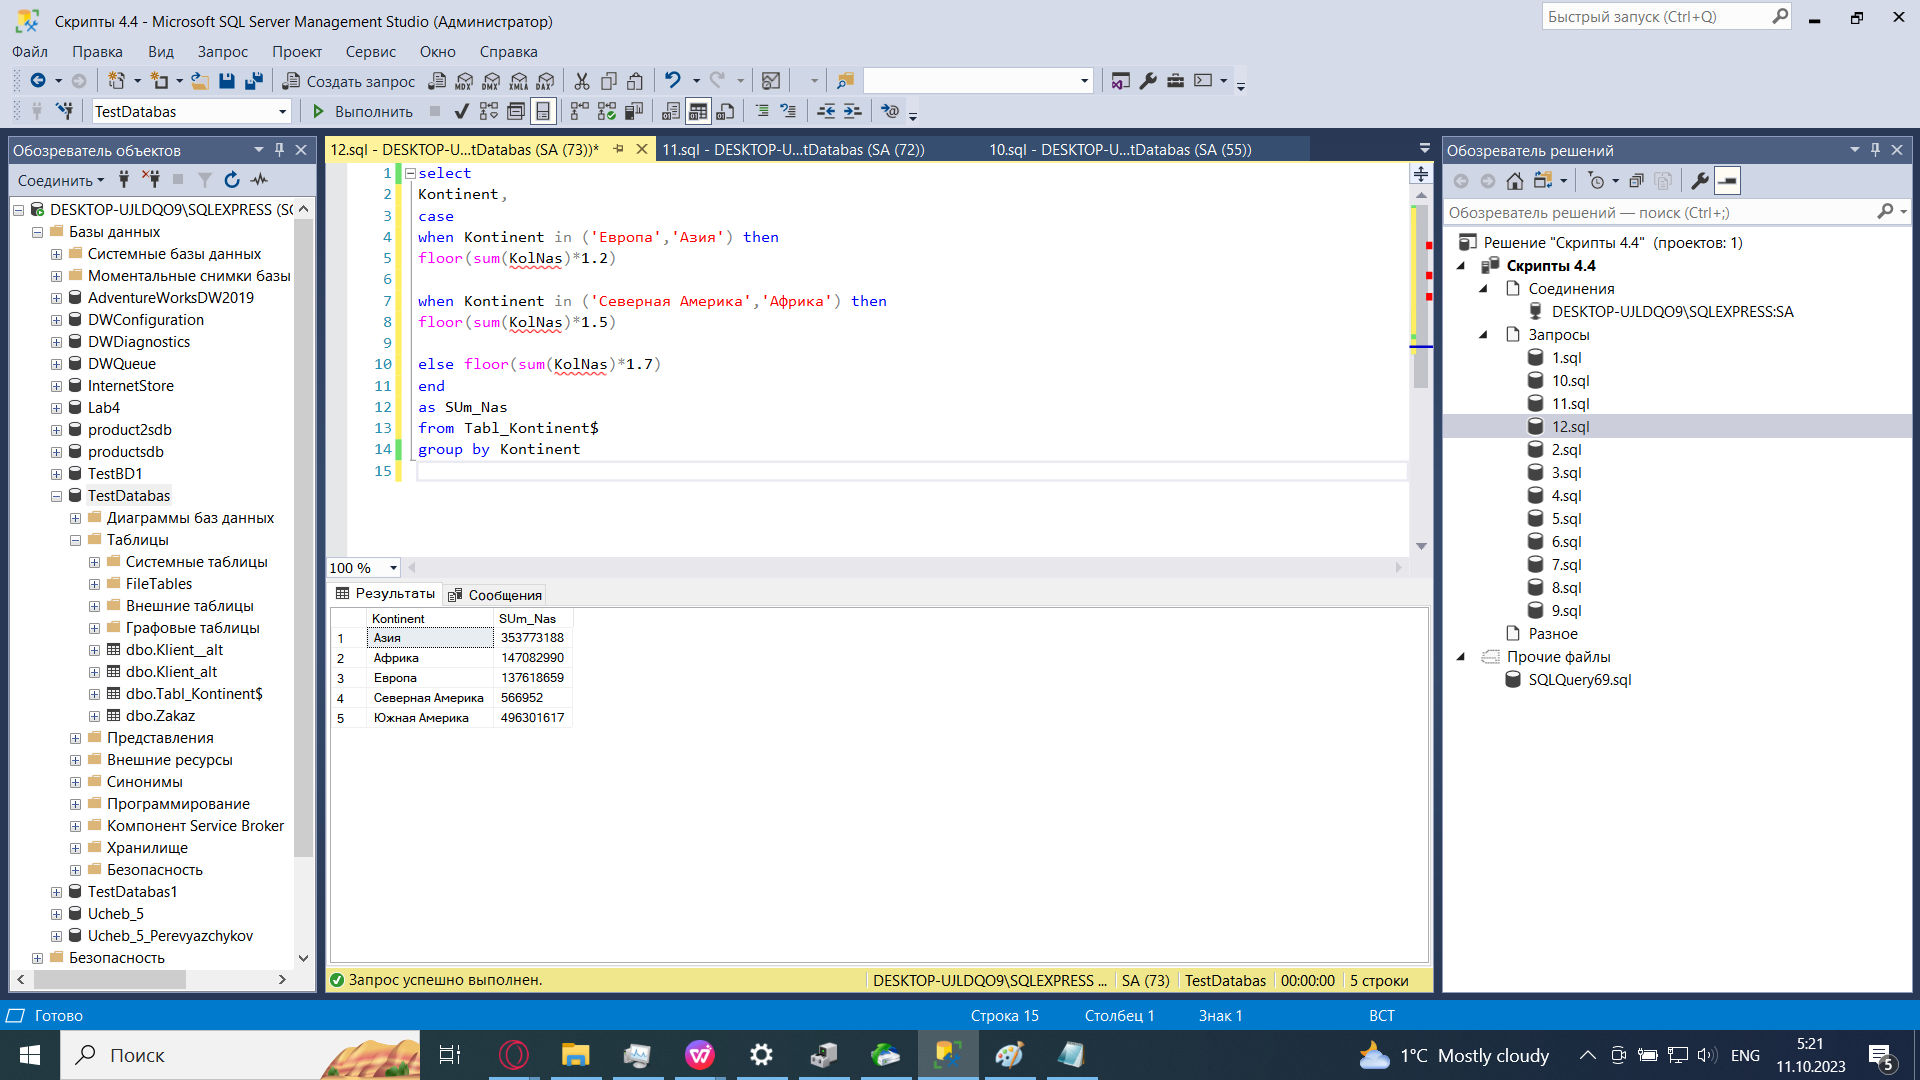 Скрипты 4.4 - Microsoft SQL Server Management Studio (Администратор)
Быстрый запуск (Ctrl+Q)
Файл Правка Вид Запрос Проект Сервис Окно Справка
Создать запрос
MDX DMX XMLA DAX
TestDatabas
Выполнить
Обозреватель объектов
Соединить
DESKTOP-UJLDQO9\SQLEXPRESS (SQ
Базы данных
Системные базы данных
Моментальные снимки базы
AdventureWorksDW2019
DWConfiguration
DWDiagnostics
DWQueue
InternetStore
Lab4
product2sdb
productsdb
TestBD1
TestDatabas
Диаграммы баз данных
Таблицы
Системные таблицы
FileTables
Внешние таблицы
Графовые таблицы
dbo.Klient__alt
dbo.Klient_alt
dbo.Tabl_Kontinent$
dbo.Zakaz
Представления
Внешние ресурсы
Синонимы
Программирование
Компонент Service Broker
Хранилище
Безопасность
TestDatabas1
Ucheb_5
Ucheb_5_Perevyazchykov
Безопасность
12.sql - DESKTOP-U...tDatabas (SA (73))*
11.sql - DESKTOP-U...tDatabas (SA (72))
10.sql - DESKTOP-U...tDatabas (SA (55))
1 select
2 Kontinent,
3 case
4 when Kontinent in ('Европа','Азия') then
5 floor(sum(KolNas)*1.2)
6
7 when Kontinent in ('Северная Америка','Африка') then
8 floor(sum(KolNas)*1.5)
9
10 else floor(sum(KolNas)*1.7)
11 end
12 as SUm_Nas
13 from Tabl_Kontinent$
14 group by Kontinent
15
100 %
Результаты Сообщения
Kontinent SUm_Nas
1 Азия 353773188
2 Африка 147082990
3 Европа 137618659
4 Северная Америка 566952
5 Южная Америка 496301617
Запрос успешно выполнен.
DESKTOP-UJLDQO9\SQLEXPRESS ... SA (73) TestDatabas 00:00:00 5 строки
Обозреватель решений
Обозреватель решений — поиск (Ctrl+;)
Решение "Скрипты 4.4" (проектов: 1)
Скрипты 4.4
Соединения
DESKTOP-UJLDQO9\SQLEXPRESS:SA
Запросы
1.sql
10.sql
11.sql
12.sql
2.sql
3.sql
4.sql
5.sql
6.sql
7.sql
8.sql
9.sql
Разное
Прочие файлы
SQLQuery69.sql
Готово
Строка 15 Столбец 1 Знак 1 ВСТ
Поиск
1°C Mostly cloudy
ENG
5:21
11.10.2023
5